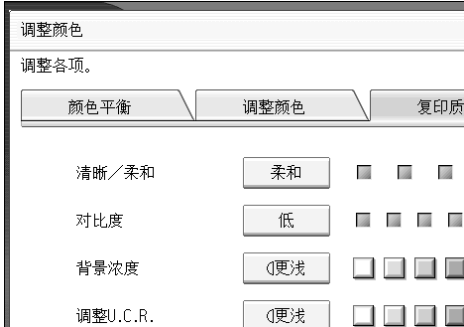 调整颜色
调整各项。
颜色平衡 调整颜色 复印质
清晰／柔和 柔和
对比度 低
背景浓度 更浅
调整U.C.R. 更浅